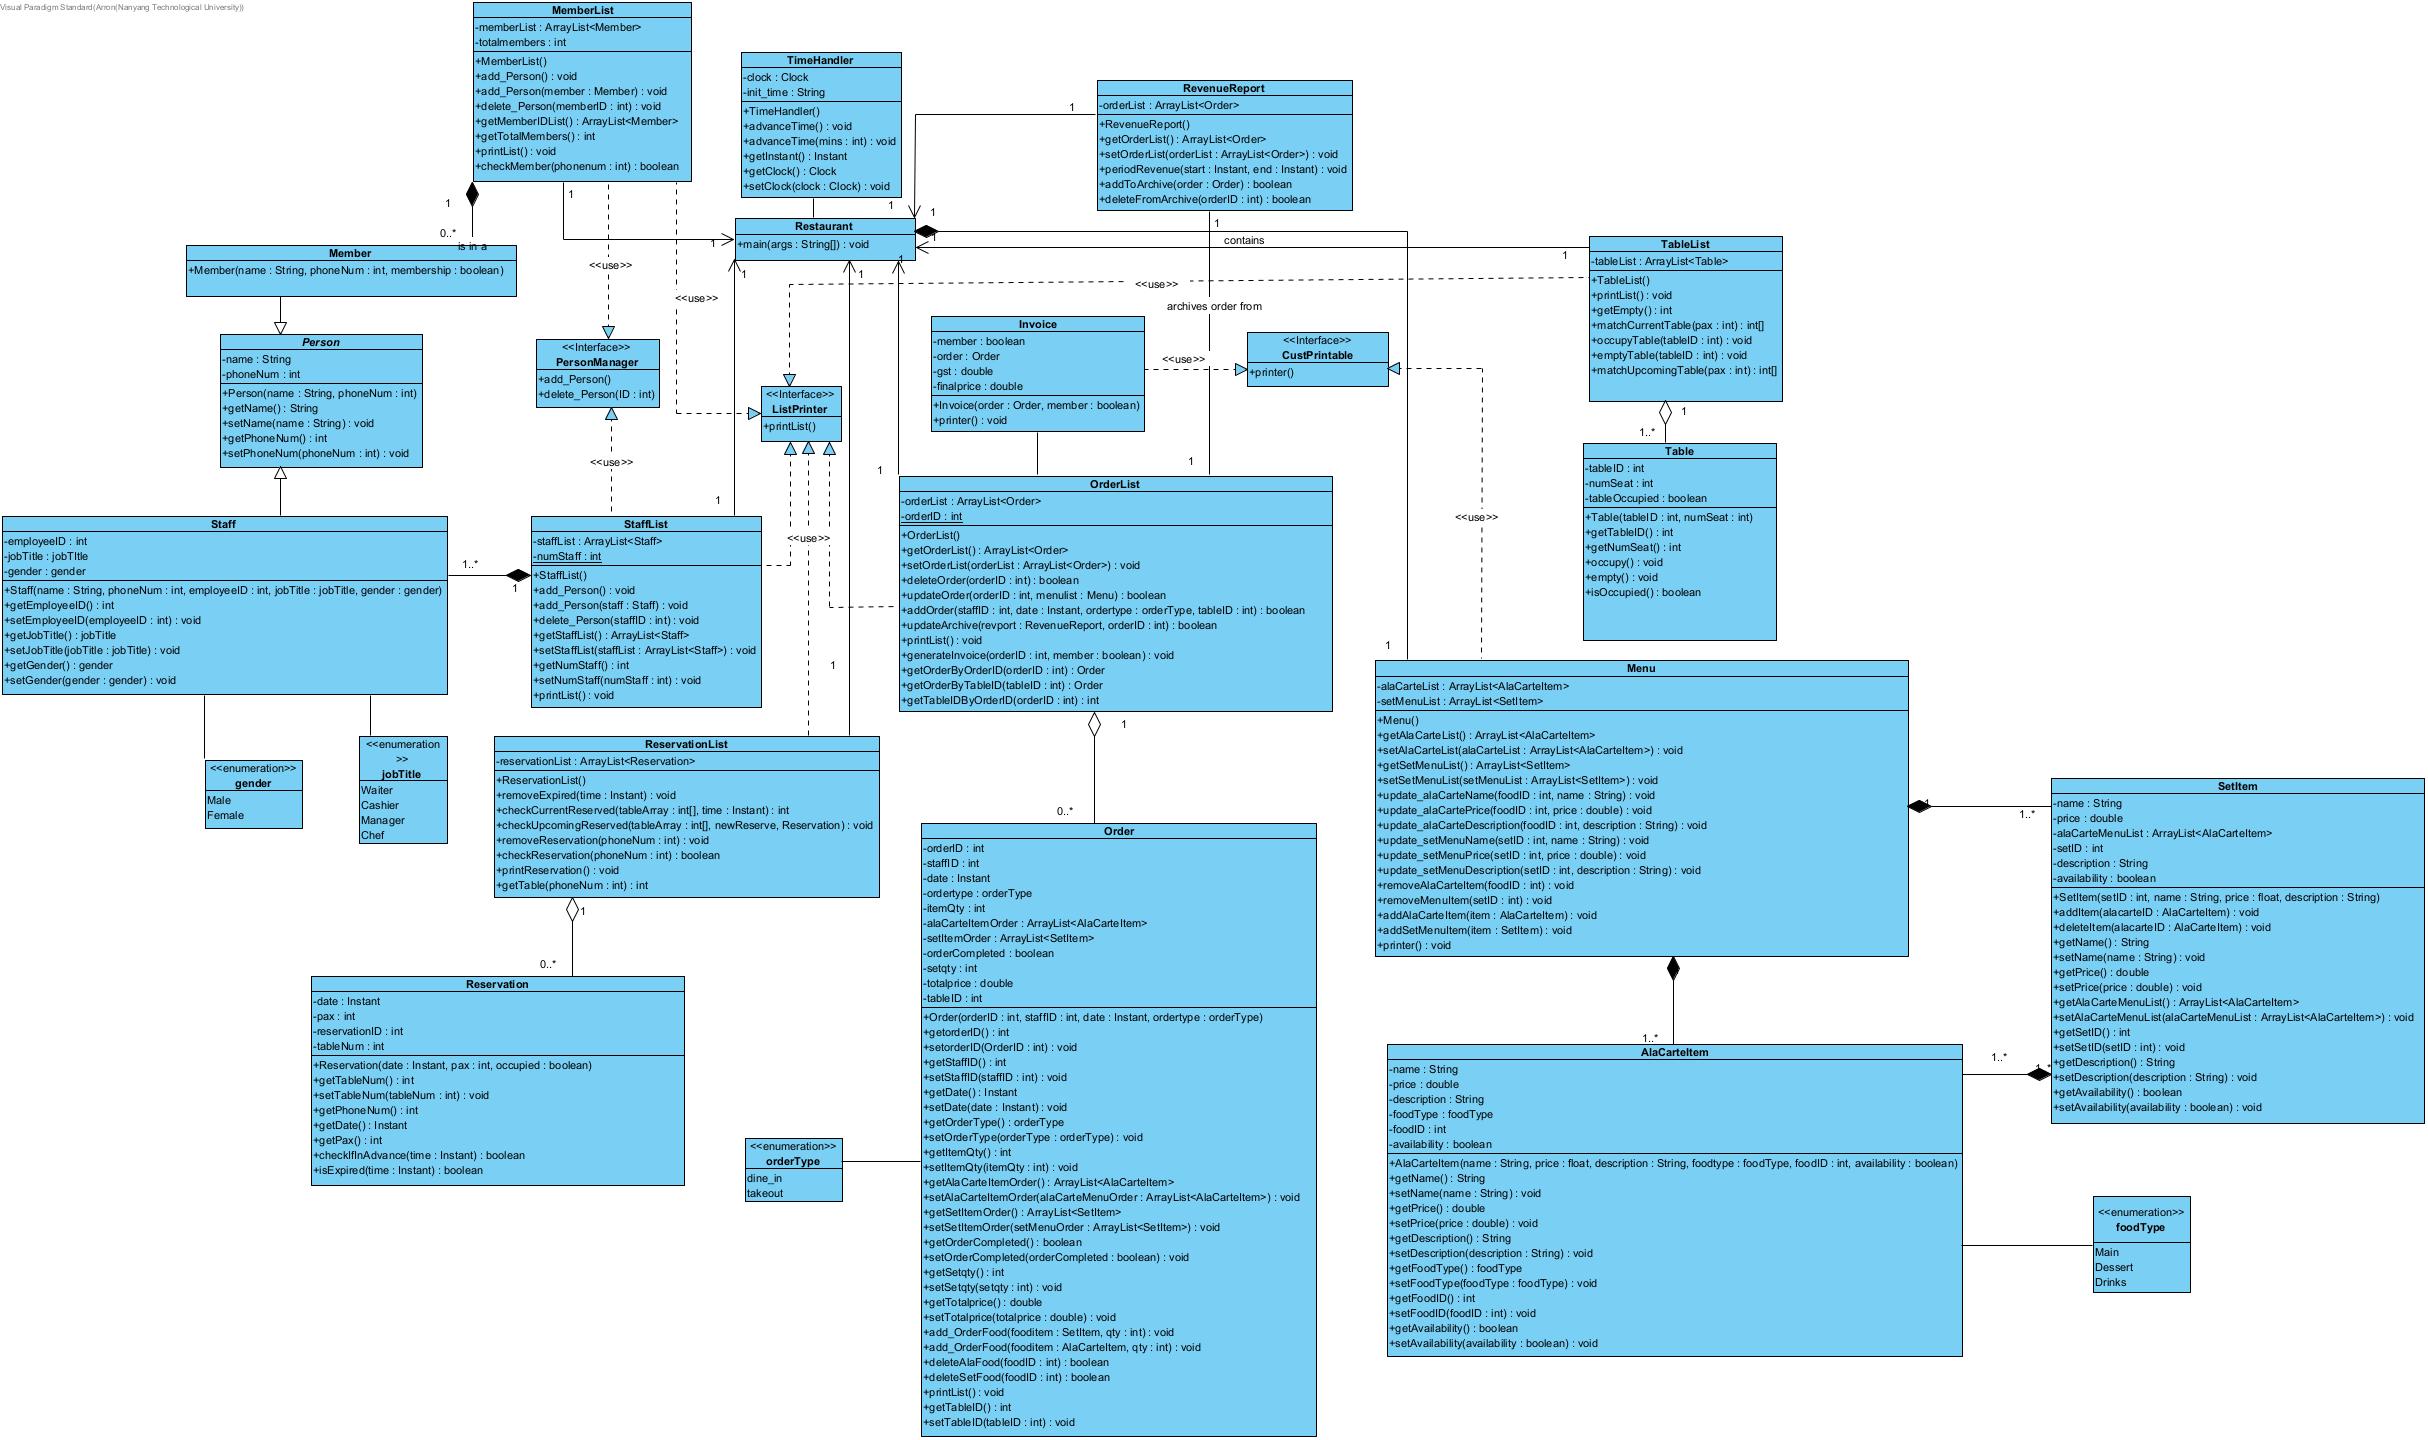 Visual Paradigm Standard(Arron(Nanyang Technological University))
MemberList
-memberList : ArrayList<Member>
-totalmembers : int
+MemberList()
+add_Person() : void
+add_Person(member : Member) : void
+delete_Person(memberID : int) : void
+getMemberIDList() : ArrayList<Member>
+getTotalMembers() : int
+printList() : void
+checkMember(phonenum : int) : boolean
TimeHandler
-clock : Clock
-init_time : String
+TimeHandler()
+advanceTime() : void
+advanceTime(mins : int) : void
+getInstant() : Instant
+getClock() : Clock
+setClock(clock : Clock) : void
RevenueReport
-orderList : ArrayList<Order>
+RevenueReport()
+getOrderList() : ArrayList<Order>
+setOrderList(orderList : ArrayList<Order>) : void
+periodRevenue(start : Instant, end : Instant) : void
+addToArchive(order : Order) : boolean
+deleteFromArchive(orderID : int) : boolean
1
1
1
1
1
1
1
1
contains
1
0..*
is in a
Restaurant
+main(args : String[]) : void
1
1
1
TableList
-tableList : ArrayList<Table>
+TableList()
+printList() : void
+getEmpty() : int
+matchCurrentTable(pax : int) : int[]
+occupyTable(tableID : int) : void
+emptyTable(tableID : int) : void
+matchUpcomingTable(pax : int) : int[]
Member
+Member(name : String, phoneNum : int, membership : boolean)
<<use>>
<<use>>
<<use>>
archives order from
Person
-name : String
-phoneNum : int
+Person(name : String, phoneNum : int)
+getName() : String
+setName(name : String) : void
+getPhoneNum() : int
+setPhoneNum(phoneNum : int) : void
<<Interface>>
PersonManager
+add_Person()
+delete_Person(ID : int)
<<Interface>>
ListPrinter
+printList()
Invoice
-member : boolean
-order : Order
-gst : double
-finalprice : double
+Invoice(order : Order, member : boolean)
+printer() : void
<<use>>
<<Interface>>
CustPrintable
+printer()
1
1..*
Table
-tableID : int
-numSeat : int
-tableOccupied : boolean
+Table(tableID : int, numSeat : int)
+getTableID() : int
+getNumSeat() : int
+occupy() : void
+empty() : void
+isOccupied() : boolean
<<use>>
1
1
1
<<use>>
<<use>>
Staff
-employeeID : int
-jobTitle : jobTItle
-gender : gender
+Staff(name : String, phoneNum : int, employeeID : int, jobTitle : jobTitle, gender : gender)
+getEmployeeID() : int
+setEmployeeID(employeeID : int) : void
+getJobTitle() : jobTitle
+setJobTitle(jobTitle : jobTitle) : void
+getGender() : gender
+setGender(gender : gender) : void
1..*
1
StaffList
-staffList : ArrayList<Staff>
-numStaff : int
+StaffList()
+add_Person() : void
+add_Person(staff : Staff) : void
+delete_Person(staffID : int) : void
+getStaffList() : ArrayList<Staff>
+setStaffList(staffList : ArrayList<Staff>) : void
+getNumStaff() : int
+setNumStaff(numStaff : int) : void
+printList() : void
1
OrderList
-orderList : ArrayList<Order>
-orderID : int
+OrderList()
+getOrderList() : ArrayList<Order>
+setOrderList(orderList : ArrayList<Order>) : void
+deleteOrder(orderID : int) : boolean
+updateOrder(orderID : int, menulist : Menu) : boolean
+addOrder(staffID : int, date : Instant, ordertype : orderType, tableID : int) : boolean
+updateArchive(revport : RevenueReport, orderID : int) : boolean
+printList() : void
+generateInvoice(orderID : int, member : boolean) : void
+getOrderByOrderID(orderID : int) : Order
+getOrderByTableID(tableID : int) : Order
+getTableIDByOrderID(orderID : int) : int
1
1
0..*
Menu
-alaCarteList : ArrayList<AlaCarteItem>
-setMenuList : ArrayList<SetItem>
+Menu()
+getAlaCarteList() : ArrayList<AlaCarteItem>
+setAlaCarteList(alaCarteList : ArrayList<AlaCarteItem>) : void
+getSetMenuList() : ArrayList<SetItem>
+setSetMenuList(setMenuList : ArrayList<SetItem>) : void
+update_alaCarteName(foodID : int, name : String) : void
+update_alaCartePrice(foodID : int, price : double) : void
+update_alaCarteDescription(foodID : int, description : String) : void
+update_setMenuName(setID : int, name : String) : void
+update_setMenuPrice(setID : int, price : double) : void
+update_setMenuDescription(setID : int, description : String) : void
+removeAlaCarteItem(foodID : int) : void
+removeMenuItem(setID : int) : void
+addAlaCarteItem(item : AlaCarteItem) : void
+addSetMenuItem(item : SetItem) : void
+printer() : void
1..*
1..*
SetItem
-name : String
-price : double
-alaCarteMenuList : ArrayList<AlaCarteItem>
-setID : int
-description : String
-availability : boolean
+SetItem(setID : int, name : String, price : float, description : String)
+addItem(alacarteID : AlaCarteItem) : void
+deleteItem(alacarteID : AlaCarteItem) : void
+getName() : String
+setName(name : String) : void
+getPrice() : double
+setPrice(price : double) : void
+getAlaCarteMenuList() : ArrayList<AlaCarteItem>
+setAlaCarteMenuList(alaCarteMenuList : ArrayList<AlaCarteItem>) : void
+getSetID() : int
+setSetID(setID : int) : void
+getDescription() : String
+setDescription(description : String) : void
+getAvailability() : boolean
+setAvailability(availability : boolean) : void
<<enumeration>>
gender
Male
Female
<<enumeration
>>
jobTitle
Waiter
Cashier
Manager
Chef
ReservationList
-reservationList : ArrayList<Reservation>
+ReservationList()
+removeExpired(time : Instant) : void
+checkCurrentReserved(tableArray : int[], time : Instant) : int
+checkUpcomingReserved(tableArray : int[], newReserve, Reservation) : void
+removeReservation(phoneNum : int) : void
+checkReservation(phoneNum : int) : boolean
+printReservation() : void
+getTable(phoneNum : int) : int
1
0..*
Reservation
-date : Instant
-pax : int
-reservationID : int
-tableNum : int
+Reservation(date : Instant, pax : int, occupied : boolean)
+getTableNum() : int
+setTableNum(tableNum : int) : void
+getPhoneNum() : int
+getDate() : Instant
+getPax() : int
+checkIfInAdvance(time : Instant) : boolean
+isExpired(time : Instant) : boolean
Order
-orderID : int
-staffID : int
-date : Instant
-ordertype : orderType
-itemQty : int
-alaCarteItemOrder : ArrayList<AlaCarteItem>
-setItemOrder : ArrayList<SetItem>
-orderCompleted : boolean
-setqty : int
-totalprice : double
-tableID : int
+Order(orderID : int, staffID : int, date : Instant, ordertype : orderType)
+getorderID() : int
+setorderID(OrderID : int) : void
+getStaffID() : int
+setStaffID(staffID : int) : void
+getDate() : Instant
+setDate(date : Instant) : void
+getOrderType() : orderType
+setOrderType(orderType : orderType) : void
+getItemQty() : int
+setItemQty(itemQty : int) : void
+getAlaCarteItemOrder() : ArrayList<AlaCarteItem>
+setAlaCarteItemOrder(alaCarteMenuOrder : ArrayList<AlaCarteItem>) : void
+getSetItemOrder() : ArrayList<SetItem>
+setSetItemOrder(setMenuOrder : ArrayList<SetItem>) : void
+getOrderCompleted() : boolean
+setOrderCompleted(orderCompleted : boolean) : void
+getSetqty() : int
+setSetqty(setqty : int) : void
+getTotalprice() : double
+setTotalprice(totalprice : double) : void
+add_OrderFood(fooditem : SetItem, qty : int) : void
+add_OrderFood(fooditem : AlaCarteItem, qty : int) : void
+deleteAlaFood(foodID : int) : boolean
+deleteSetFood(foodID : int) : boolean
+printList() : void
+getTableID() : int
+setTableID(tableID : int) : void
<<enumeration>>
orderType
dine_in
takeout
AlaCarteItem
-name : String
-price : double
-description : String
-foodType : foodType
-foodID : int
-availability : boolean
+AlaCarteItem(name : String, price : float, description : String, foodtype : foodType, foodID : int, availability : boolean)
+getName() : String
+setName(name : String) : void
+getPrice() : double
+setPrice(price : double) : void
+getDescription() : String
+setDescription(description : String) : void
+getFoodType() : foodType
+setFoodType(foodType : foodType) : void
+getFoodID() : int
+setFoodID(foodID : int) : void
+getAvailability() : boolean
+setAvailability(availability : boolean) : void
1..*
<<enumeration>>
foodType
Main
Dessert
Drinks